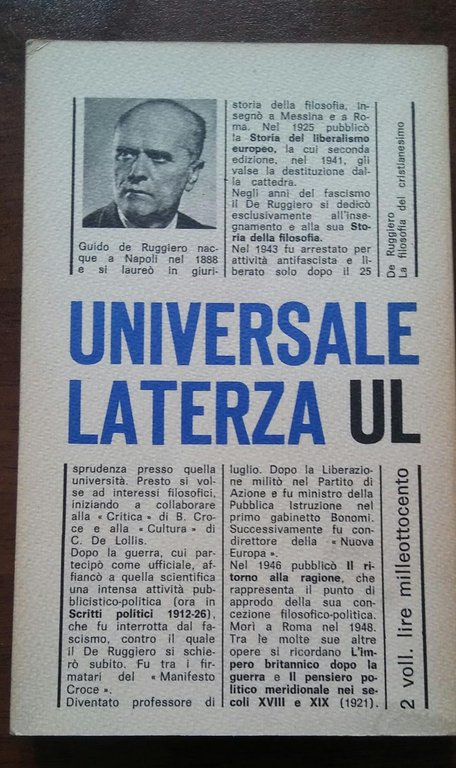 Guido de Ruggiero nac-
que a Napoli nel 1888
e si laureò in giuri-
sprudenza presso quella
università. Presto si vol-
se ad interessi filosofici,
iniziando a collaborare
alla « Critica » di B. Cro-
ce e alla « Cultura » di
C. De Lollis.
Dopo la guerra, cui par-
tecipò come ufficiale, af-
fiancò a quella scientifica
una intensa attività pub-
blicistico-politica (ora in
Scritti politici 1912-26),
che fu interrotta dal fa-
scismo, contro il quale
il De Ruggiero si schie-
rò subito. Fu tra i fir-
matari del « Manifesto
Croce ».
Diventato professore di
storia della filosofia, in-
segnò a Messina e a Ro-
ma. Nel 1925 pubblicò
la Storia del liberalismo
europeo, la cui seconda
edizione, nel 1941, gli
valse la destituzione dal-
la cattedra.
Negli anni del fascismo
il De Ruggiero si dedicò
esclusivamente all'inse-
gnamento e alla sua Sto-
ria della filosofia.
Nel 1943 fu arrestato per
attività antifascista e li-
berato solo dopo il 25
luglio. Dopo la Liberazio-
ne militò nel Partito di
Azione e fu ministro della
Pubblica Istruzione nel
primo gabinetto Bonomi.
Successivamente fu con-
direttore della « Nuova
Europa ».
Nel 1946 pubblicò Il ri-
torno alla ragione, che
rappresenta il punto di
approdo della sua con-
cezione filosofico-politica.
Morì a Roma nel 1948.
Tra le molte sue altre
opere si ricordano L'im-
pero britannico dopo la
guerra e Il pensiero po-
litico meridionale nei se-
coli XVIII e XIX (1921).
De Ruggiero
La filosofia del cristianesimo
UNIVERSALE
LATERZA UL
2 voll. lire milleottocento